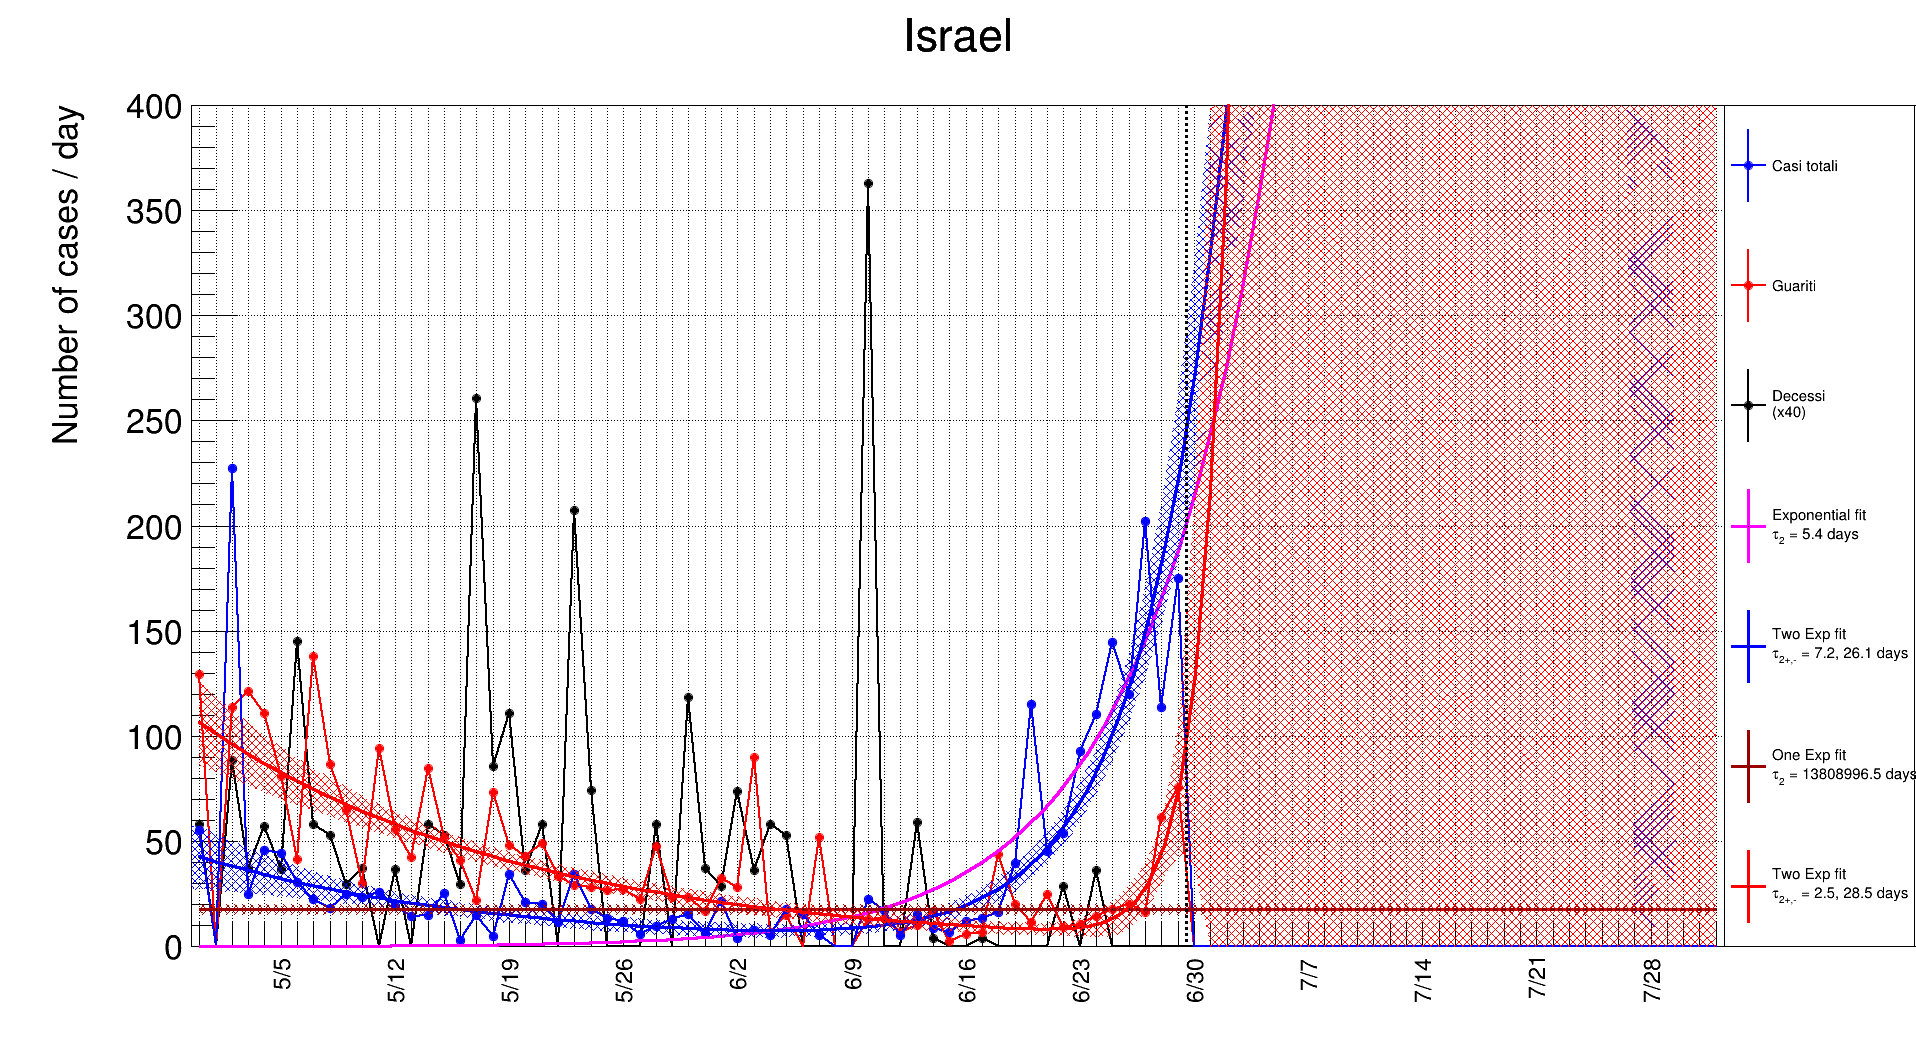 Israel
Number of cases / day
400
350
300
250
200
150
100
50
0
5/5
5/12
5/19
5/26
6/2
6/9
6/16
6/23
6/30
7/7
7/14
7/21
7/28
Casi totali
Guariti
Decessi
(x40)
Exponential fit
τ2 = 5.4 days
Two Exp fit
τ2+,- = 7.2, 26.1 days
One Exp fit
τ2 = 13808996.5 days
Two Exp fit
τ2+,- = 2.5, 28.5 days